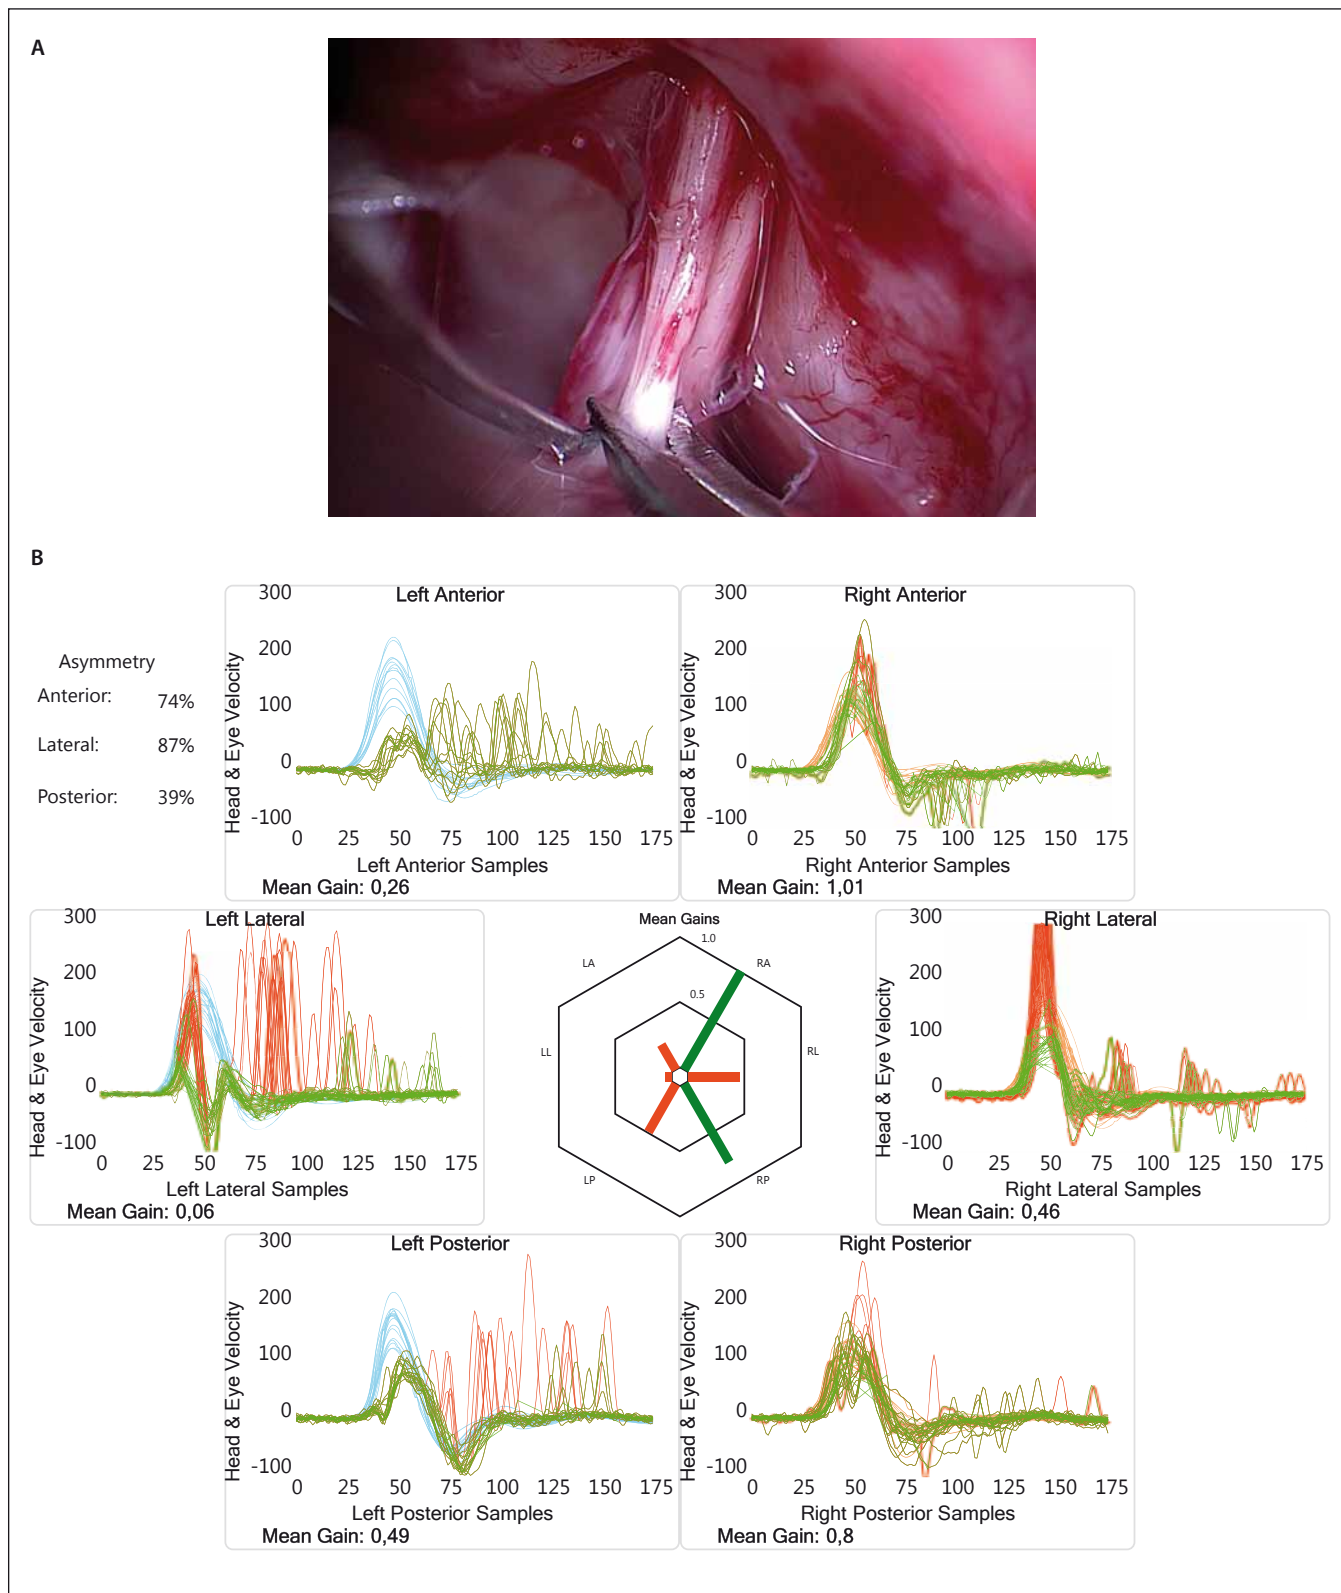 A
B
Asymmetry
Anterior: 74%
Lateral: 87%
Posterior: 39%
Left Anterior
Head & Eye Velocity
300
200
100
0
-100
0 25 50 75 100 125 150 175
Left Anterior Samples
Mean Gain: 0,26
Right Anterior
Head & Eye Velocity
300
200
100
0
-100
0 25 50 75 100 125 150 175
Right Anterior Samples
Mean Gain: 1,01
Left Lateral
Head & Eye Velocity
300
200
100
0
-100
0 25 50 75 100 125 150 175
Left Lateral Samples
Mean Gain: 0,06
Mean Gains
1.0
LA RA
0.5
LL RL
LP RP
Right Lateral
Head & Eye Velocity
300
200
100
0
-100
0 25 50 75 100 125 150 175
Right Lateral Samples
Mean Gain: 0,46
Left Posterior
Head & Eye Velocity
300
200
100
0
-100
0 25 50 75 100 125 150 175
Left Posterior Samples
Mean Gain: 0,49
Right Posterior
Head & Eye Velocity
300
200
100
0
-100
0 25 50 75 100 125 150 175
Right Posterior Samples
Mean Gain: 0,8